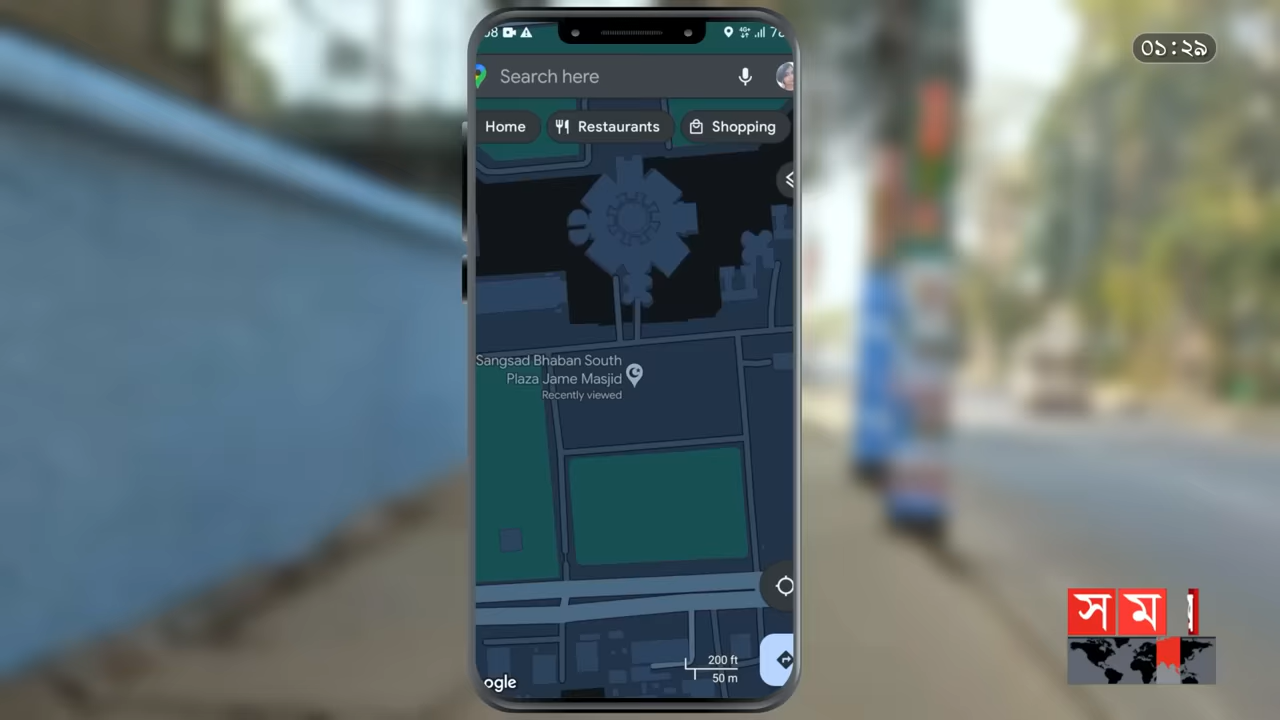 ০১:২৯
Search here
Home
Restaurants
Shopping
Sangsad Bhaban South
Plaza Jame Masjid
Recently viewed
200 ft
50 m
ogle
সম